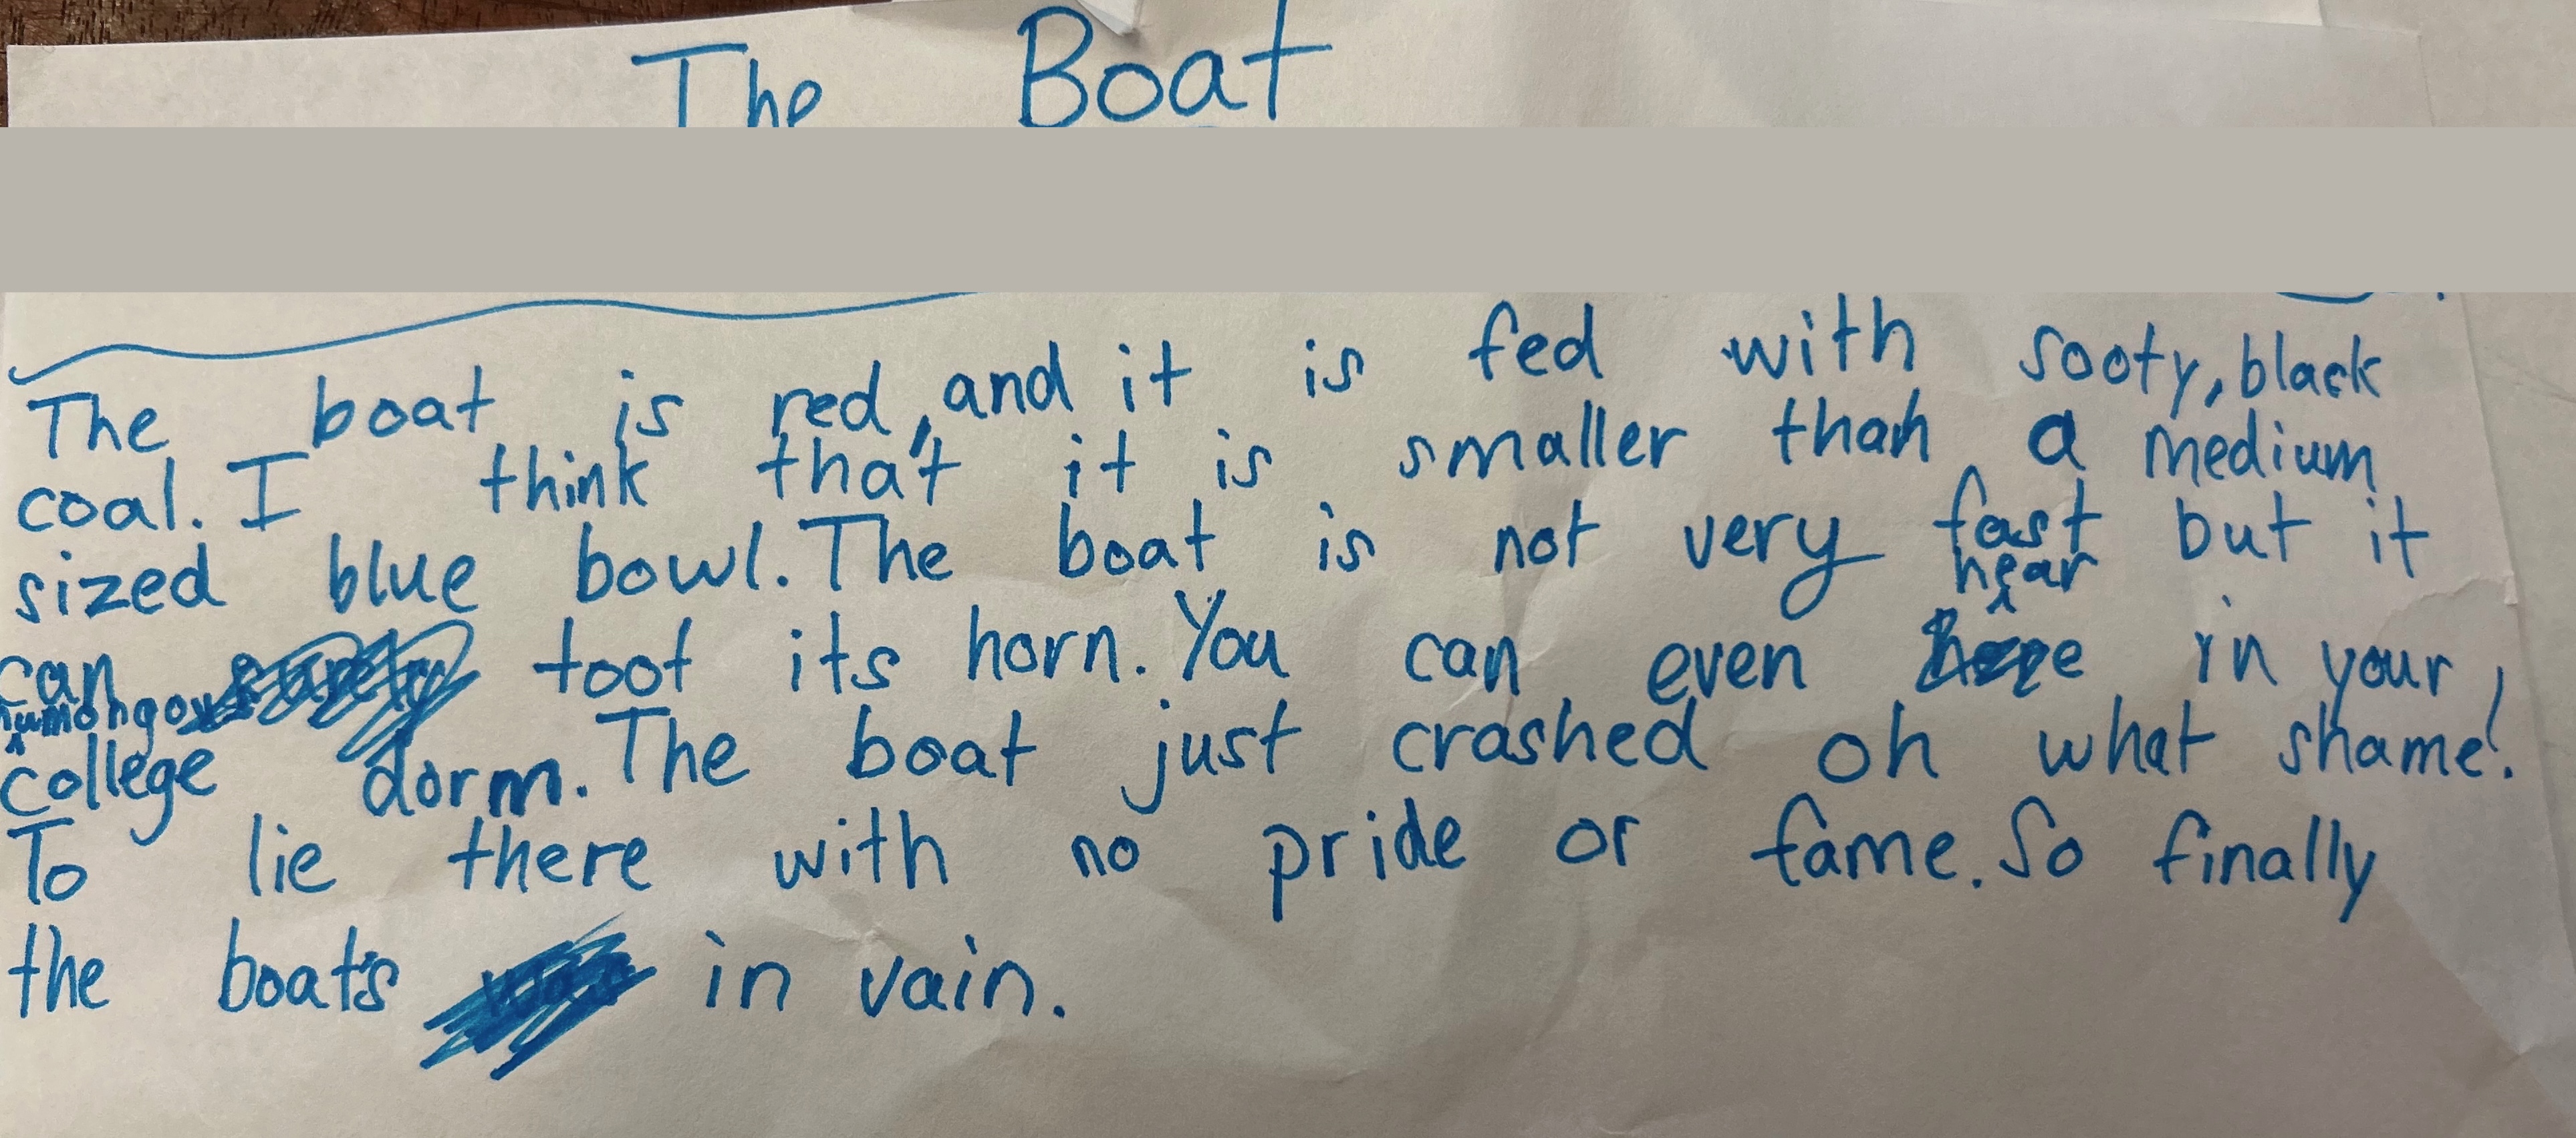 The Boat
The boat is red, and it is fed with sooty, black
coal. I think that it is smaller than a medium
sized blue bowl. The boat is not very fast but it
hear
can toot its horn. You can even in your
humongous
college dorm. The boat just crashed oh what shame!
To lie there with no pride or fame. So finally
the boat's in vain.